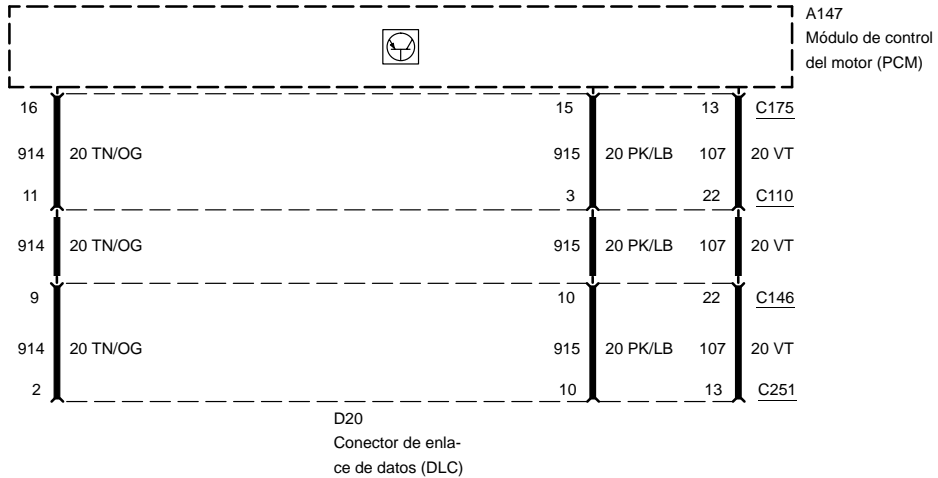 A147
Módulo de control
del motor (PCM)
16 15 13 C175
914 20 TN/OG 915 20 PK/LB 107 20 VT
11 3 22 C110
914 20 TN/OG 915 20 PK/LB 107 20 VT
9 10 22 C146
914 20 TN/OG 915 20 PK/LB 107 20 VT
2 10 13 C251
D20
Conector de enla-
ce de datos (DLC)